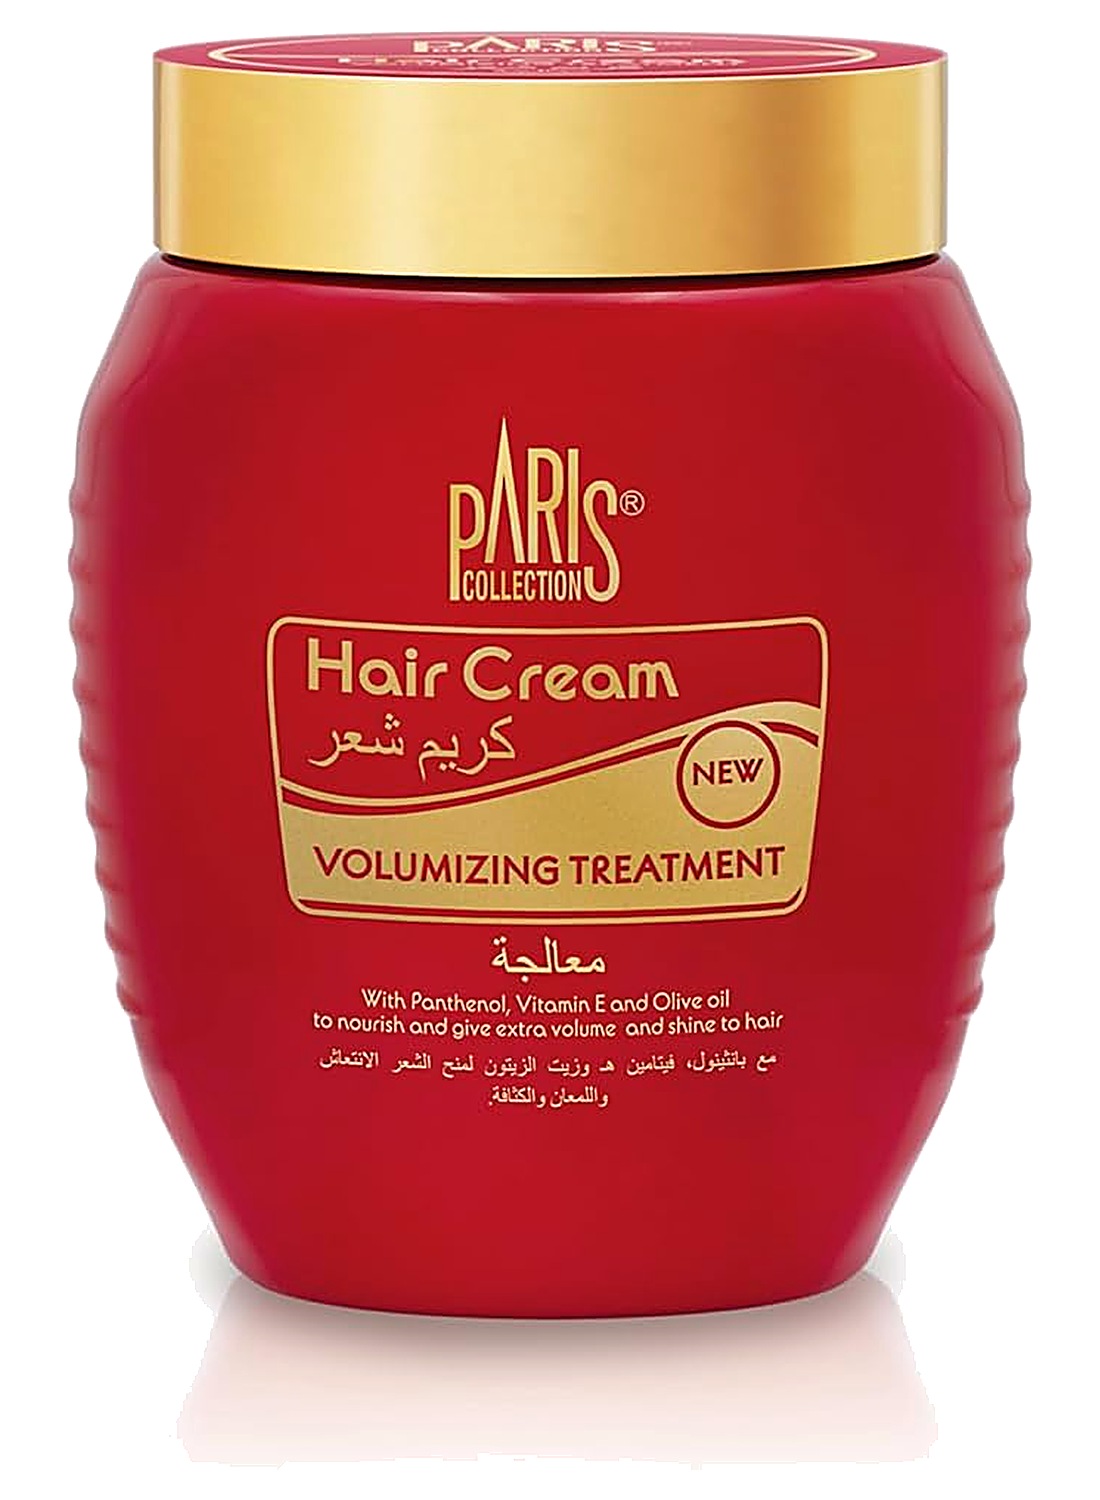 PARIS
PARIS®
COLLECTION
Hair Cream
كريم شعر
NEW
VOLUMIZING TREATMENT
معالجة
With Panthenol, Vitamin E and Olive oil
to nourish and give extra volume and shine to hair
مع بانثينول، فيتامين هـ وزيت الزيتون لمنح الشعر الانتعاش
واللمعان والكثافة.